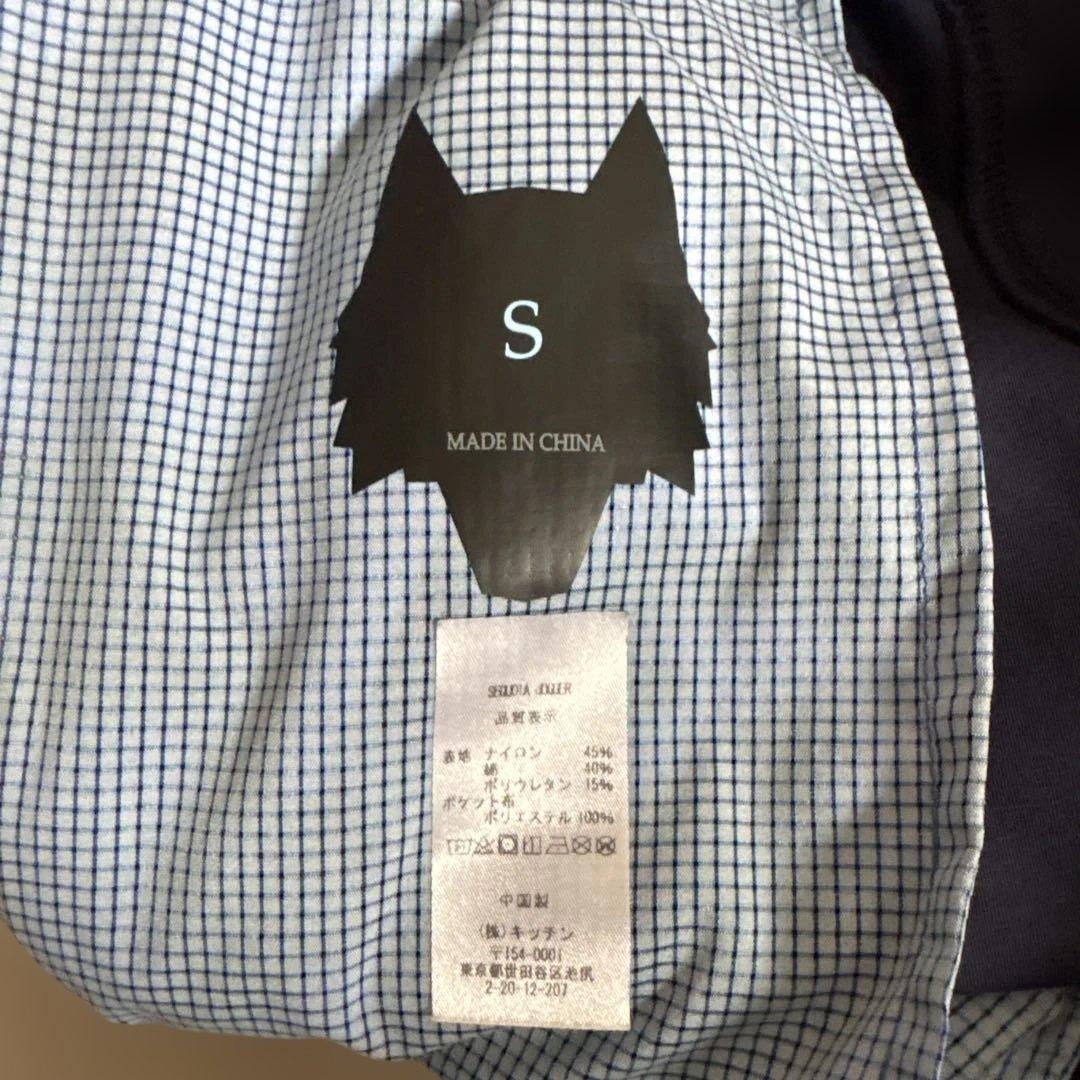 S
MADE IN CHINA
SEQUOIA JOGGER
品質表示
表地 ナイロン 45%
綿 40%
ポリウレタン 15%
ポケット布
ポリエステル 100%
中国製
(株)キッチン
〒154-0001
東京都世田谷区池尻
2-20-12-207